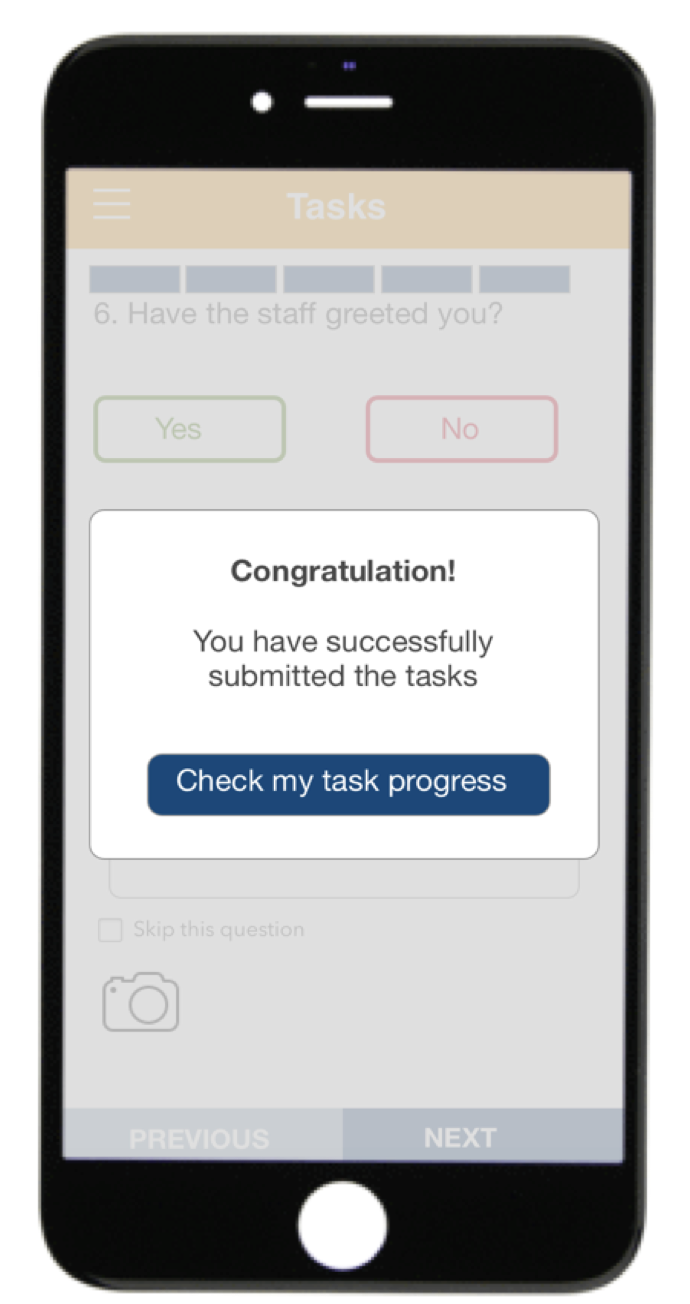 Tasks
6. Have the staff greeted you?
Yes
No
Congratulation!
You have successfully
submitted the tasks
Check my task progress
Skip this question
PREVIOUS
NEXT